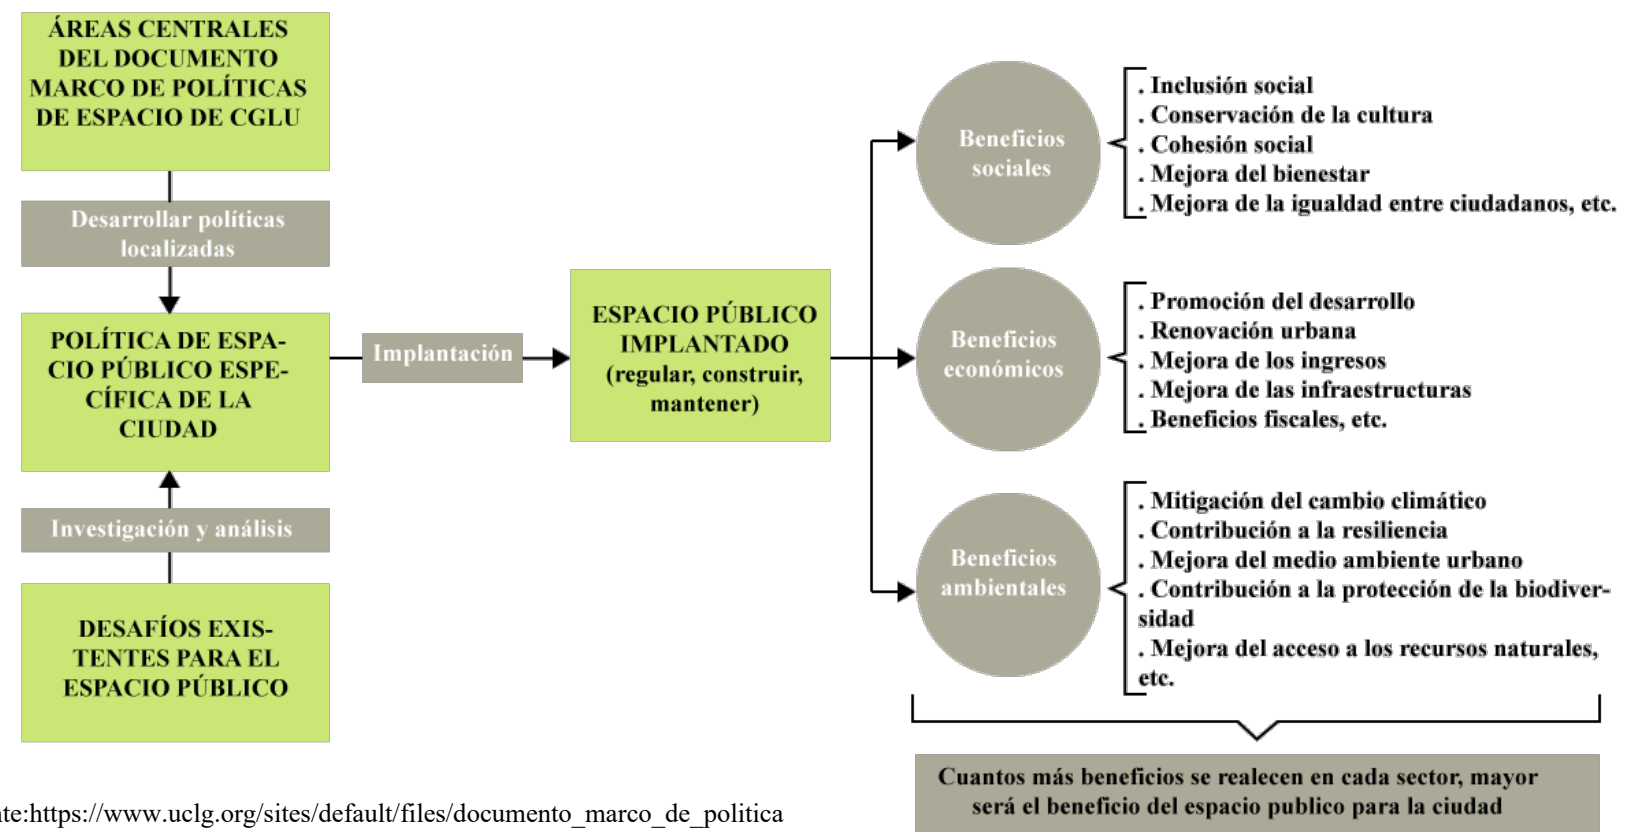 ÁREAS CENTRALES
DEL DOCUMENTO
MARCO DE POLÍTICAS
DE ESPACIO DE CGLU
Desarrollar políticas
localizadas
POLÍTICA DE ESPA-
CIO PÚBLICO ESPE-
CÍFICA DE LA
CIUDAD
Investigación y análisis
DESAFÍOS EXIS-
TENTES PARA EL
ESPACIO PÚBLICO
Implantación
ESPACIO PÚBLICO
IMPLANTADO
(regular, construir,
mantener)
Beneficios
sociales
. Inclusión social
. Conservación de la cultura
. Cohesión social
. Mejora del bienestar
. Mejora de la igualdad entre ciudadanos, etc.
Beneficios
económicos
. Promoción del desarrollo
. Renovación urbana
. Mejora de los ingresos
. Mejora de las infraestructuras
. Beneficios fiscales, etc.
Beneficios
ambientales
. Mitigación del cambio climático
. Contribución a la resiliencia
. Mejora del medio ambiente urbano
. Contribución a la protección de la biodiver-
sidad
. Mejora del acceso a los recursos naturales,
etc.
Cuantos más beneficios se realecen en cada sector, mayor
será el beneficio del espacio publico para la ciudad
nte:https://www.uclg.org/sites/default/files/documento_marco_de_politica